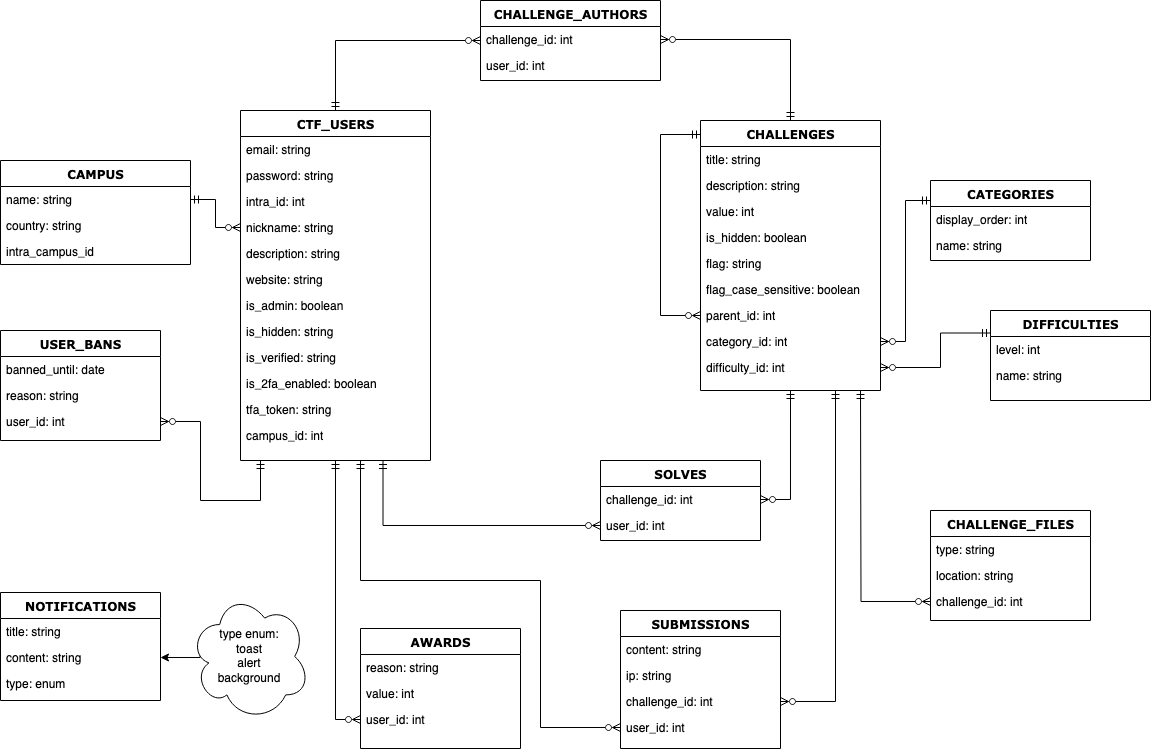 CHALLENGE_AUTHORS
challenge_id: int
user_id: int
CTF_USERS
email: string
password: string
intra_id: int
nickname: string
description: string
website: string
is_admin: boolean
is_hidden: string
is_verified: string
is_2fa_enabled: boolean
tfa_token: string
campus_id: int
CHALLENGES
title: string
description: string
value: int
is_hidden: boolean
flag: string
flag_case_sensitive: boolean
parent_id: int
category_id: int
difficulty_id: int
CAMPUS
name: string
country: string
intra_campus_id
CATEGORIES
display_order: int
name: string
USER_BANS
banned_until: date
reason: string
user_id: int
DIFFICULTIES
level: int
name: string
SOLVES
challenge_id: int
user_id: int
CHALLENGE_FILES
type: string
location: string
challenge_id: int
NOTIFICATIONS
title: string
content: string
type: enum
type enum:
toast
alert
background
AWARDS
reason: string
value: int
user_id: int
SUBMISSIONS
content: string
ip: string
challenge_id: int
user_id: int